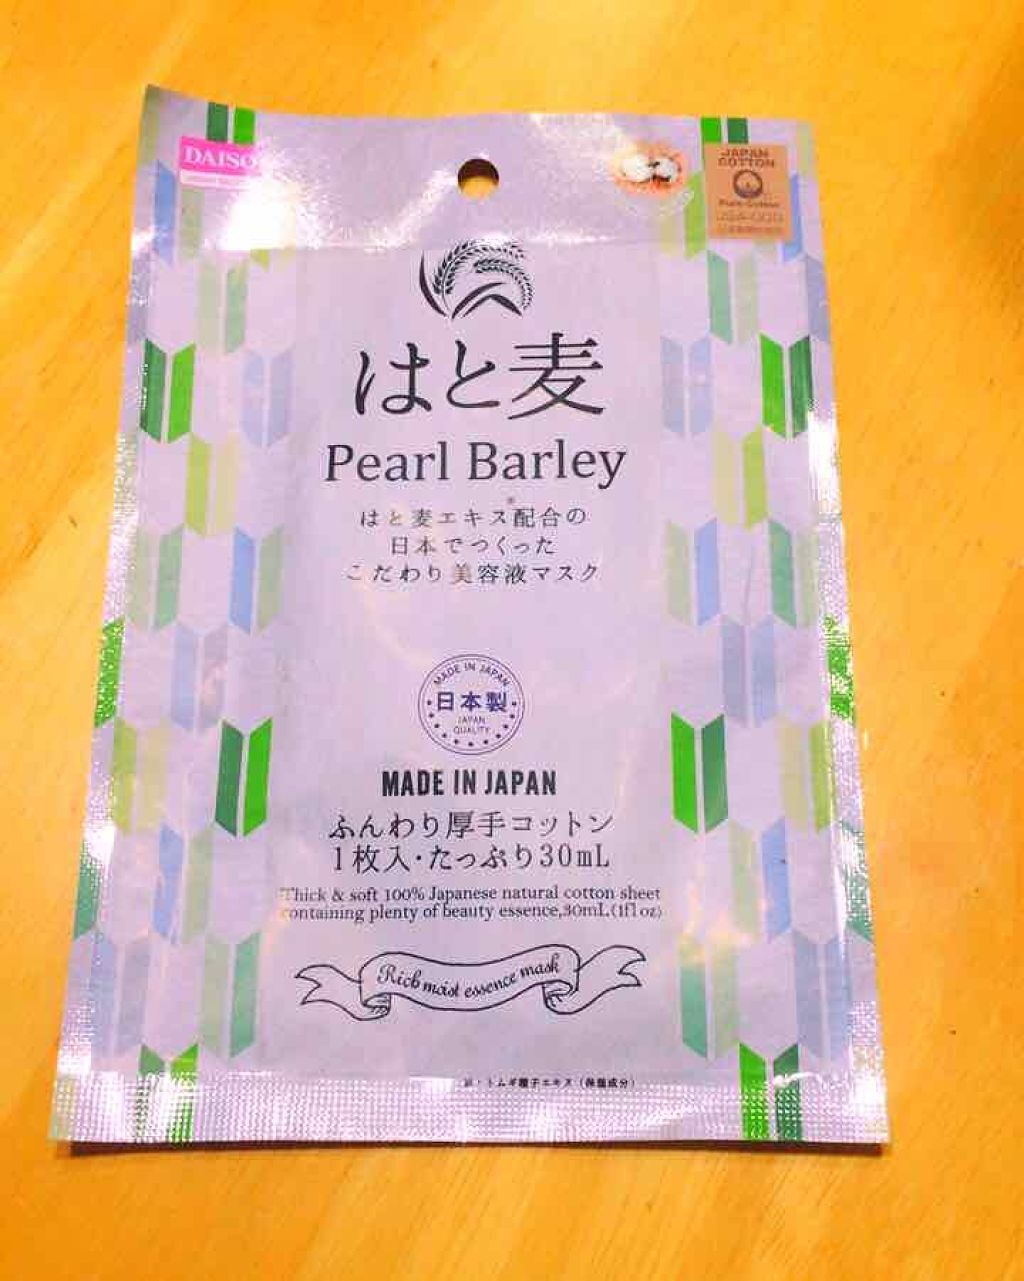 DAISO
JAPAN
COTTON
Pure Cotton
はと麦
Pearl Barley
はと麦エキス※配合の
日本でつくった
こだわり美容液マスク
MADE IN JAPAN
日本製
JAPAN
QUALITY
MADE IN JAPAN
ふんわり厚手コットン
1枚入・たっぷり30mL
Thick & soft 100% Japanese natural cotton sheet
containing plenty of beauty essence,30mL(1fl oz)
Rich moist essence mask
トムギ種子エキス（保湿成分）